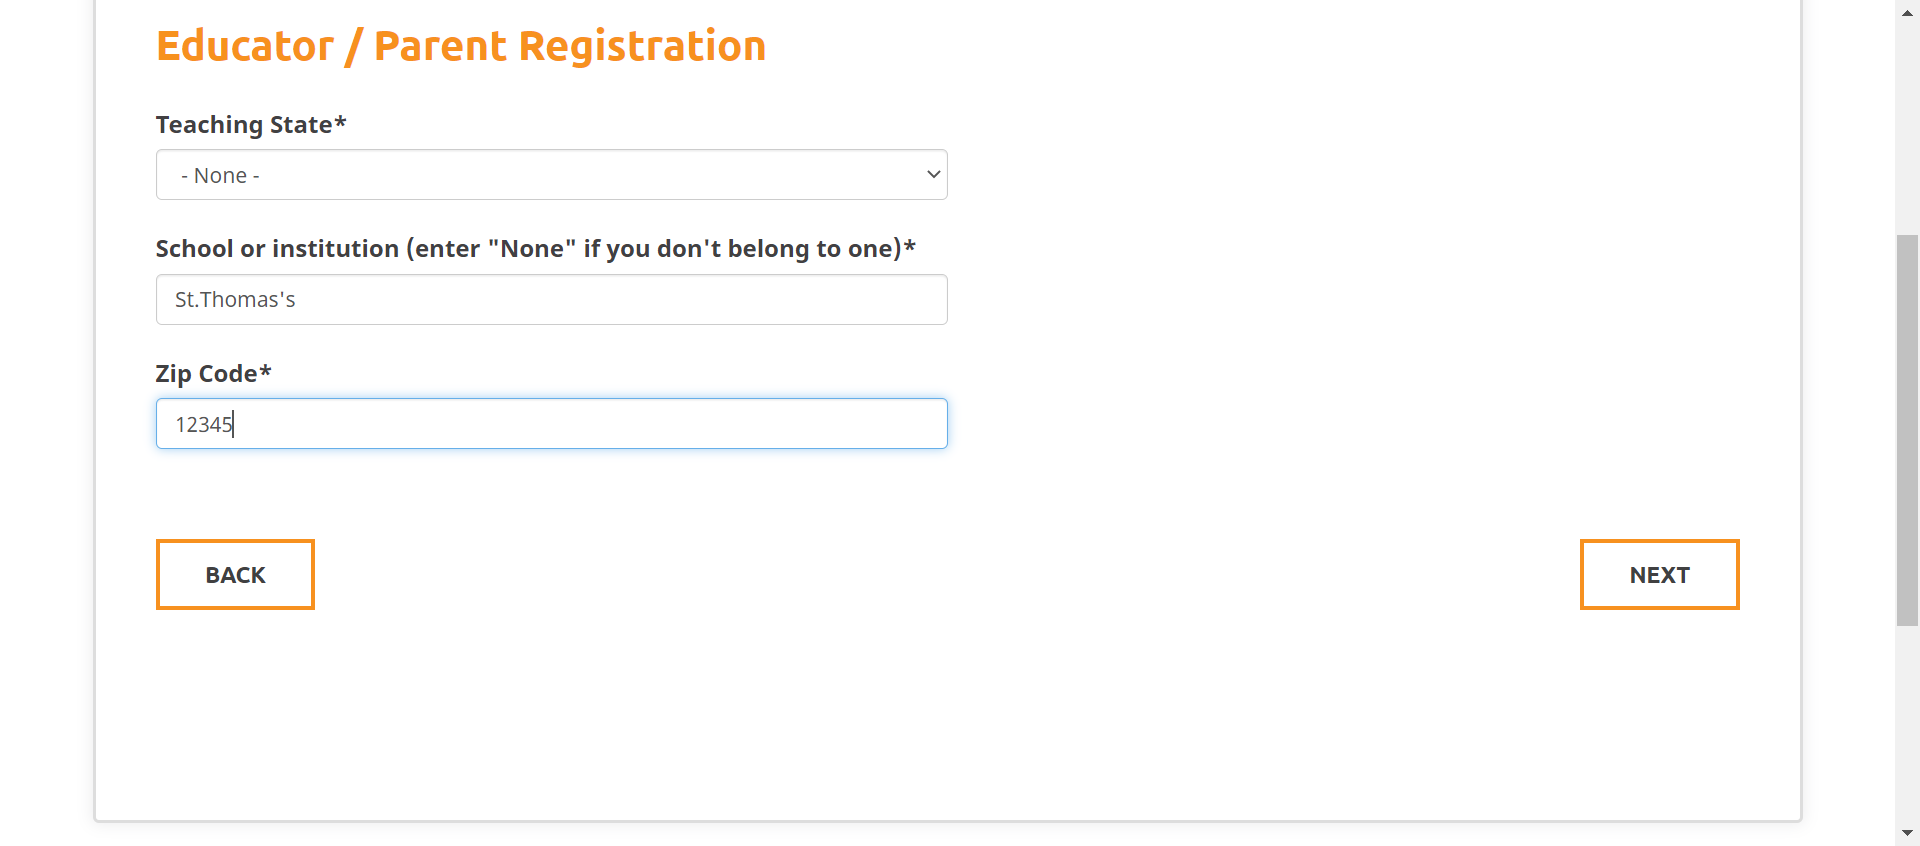 Educator / Parent Registration
Teaching State*
- None -
School or institution (enter "None" if you don't belong to one)*
St.Thomas's
Zip Code*
12345
BACK
NEXT